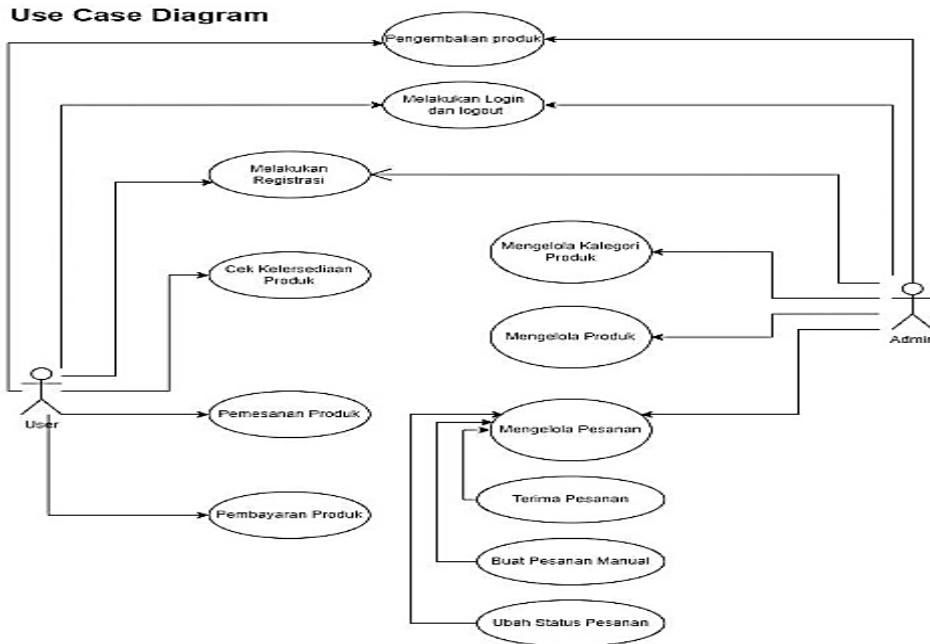 Use Case Diagram
Pengembalian produk
Melakukan Login
dan logout
Melakukan
Registrasi
Mengelola Kategori
Produk
Cek Ketersediaan
Produk
Mengelola Produk
Admin
User
Pemesanan Produk
Mengelola Pesanan
Terima Pesanan
Pembayaran Produk
Buat Pesanan Manual
Ubah Status Pesanan